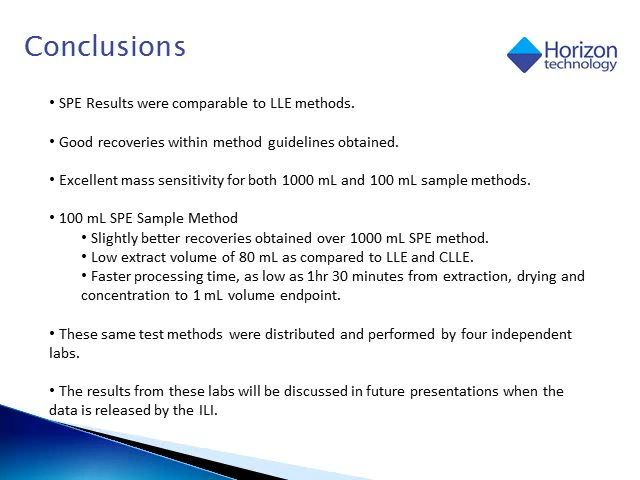 Conclusions
Horizon
technology
• SPE Results were comparable to LLE methods.
• Good recoveries within method guidelines obtained.
• Excellent mass sensitivity for both 1000 mL and 100 mL sample methods.
• 100 mL SPE Sample Method
• Slightly better recoveries obtained over 1000 mL SPE method.
• Low extract volume of 80 mL as compared to LLE and CLLE.
• Faster processing time, as low as 1hr 30 minutes from extraction, drying and
concentration to 1 mL volume endpoint.
• These same test methods were distributed and performed by four independent
labs.
• The results from these labs will be discussed in future presentations when the
data is released by the ILI.